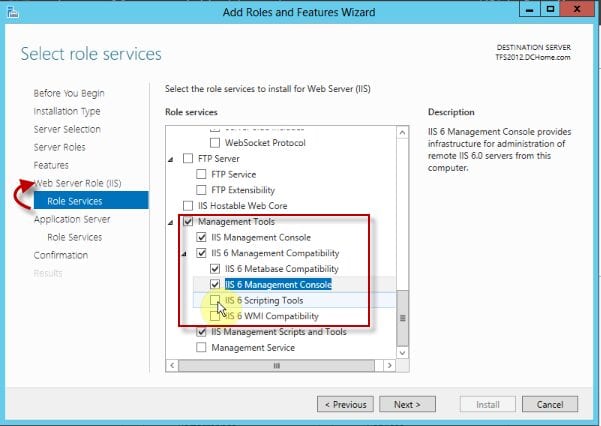 Add Roles and Features Wizard
Select role services
DESTINATION SERVER
TFS2012.DCHome.com
Before You Begin
Installation Type
Server Selection
Server Roles
Features
Web Server Role (IIS)
Role Services
Application Server
Role Services
Confirmation
Results
Select the role services to install for Web Server (IIS)
Role services
WebSocket Protocol
FTP Server
FTP Service
FTP Extensibility
IIS Hostable Web Core
Management Tools
IIS Management Console
IIS 6 Management Compatibility
IIS 6 Metabase Compatibility
IIS 6 Management Console
IIS 6 Scripting Tools
IIS 6 WMI Compatibility
IIS Management Scripts and Tools
Management Service
Description
IIS 6 Management Console provides
infrastructure for administration of
remote IIS 6.0 servers from this
computer.
< Previous
Next >
Install
Cancel